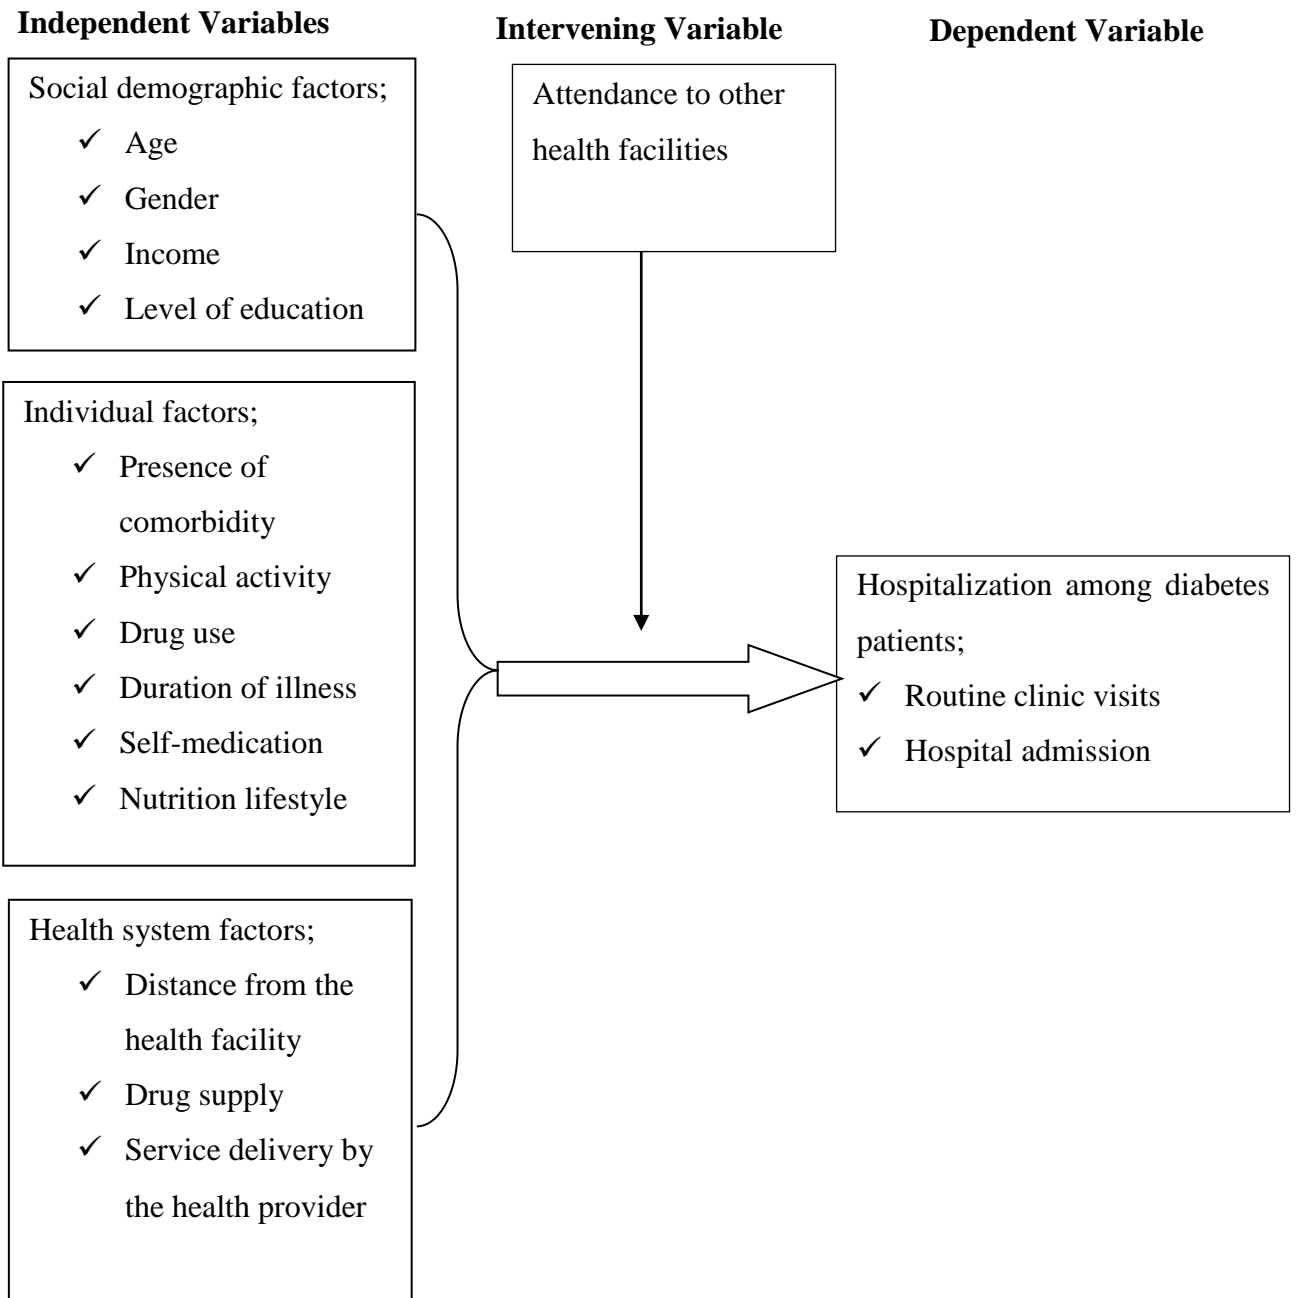 Independent Variables
Social demographic factors;
✓ Age
✓ Gender
✓ Income
✓ Level of education
Individual factors;
✓ Presence of
comorbidity
✓ Physical activity
✓ Drug use
✓ Duration of illness
✓ Self-medication
✓ Nutrition lifestyle
Health system factors;
✓ Distance from the
health facility
✓ Drug supply
✓ Service delivery by
the health provider
Intervening Variable
Attendance to other
health facilities
Dependent Variable
Hospitalization among diabetes
patients;
✓ Routine clinic visits
✓ Hospital admission